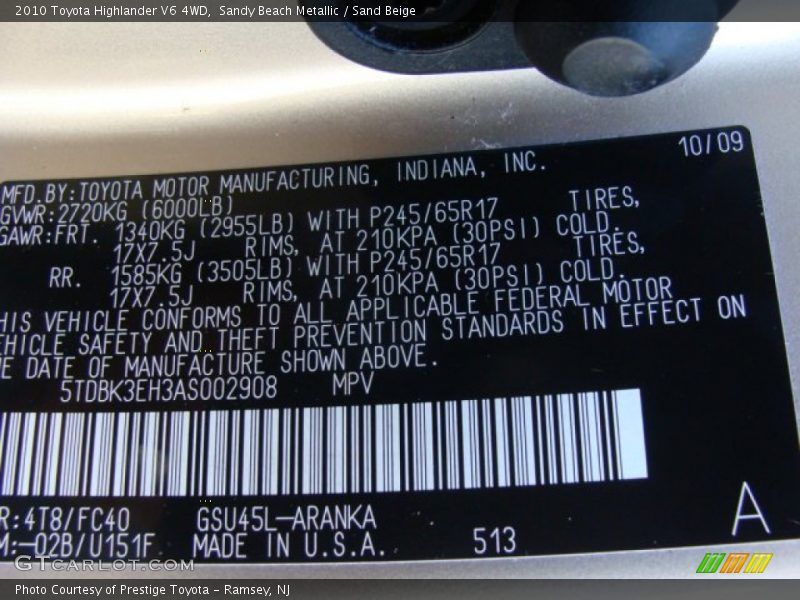 2010 Toyota Highlander V6 4WD, Sandy Beach Metallic / Sand Beige
10/09
MFD.BY:TOYOTA MOTOR MANUFACTURING, INDIANA, INC.
GVWR:2720KG (6000LB)
GAWR:FRT. 1340KG (2955LB) WITH P245/65R17 TIRES,
17X7.5J RIMS, AT 210KPA (30PSI) COLD.
RR. 1585KG (3505LB) WITH P245/65R17 TIRES,
17X7.5J RIMS, AT 210KPA (30PSI) COLD.
HIS VEHICLE CONFORMS TO ALL APPLICABLE FEDERAL MOTOR
EHICLE SAFETY AND THEFT PREVENTION STANDARDS IN EFFECT ON
E DATE OF MANUFACTURE SHOWN ABOVE.
5TDBK3EH3AS002908 MPV
R:4T8/FC40 GSU45L-ARANKA
M:-02B/U151F MADE IN U.S.A. 513
A
GTCARLOT.COM
Photo Courtesy of Prestige Toyota - Ramsey, NJ